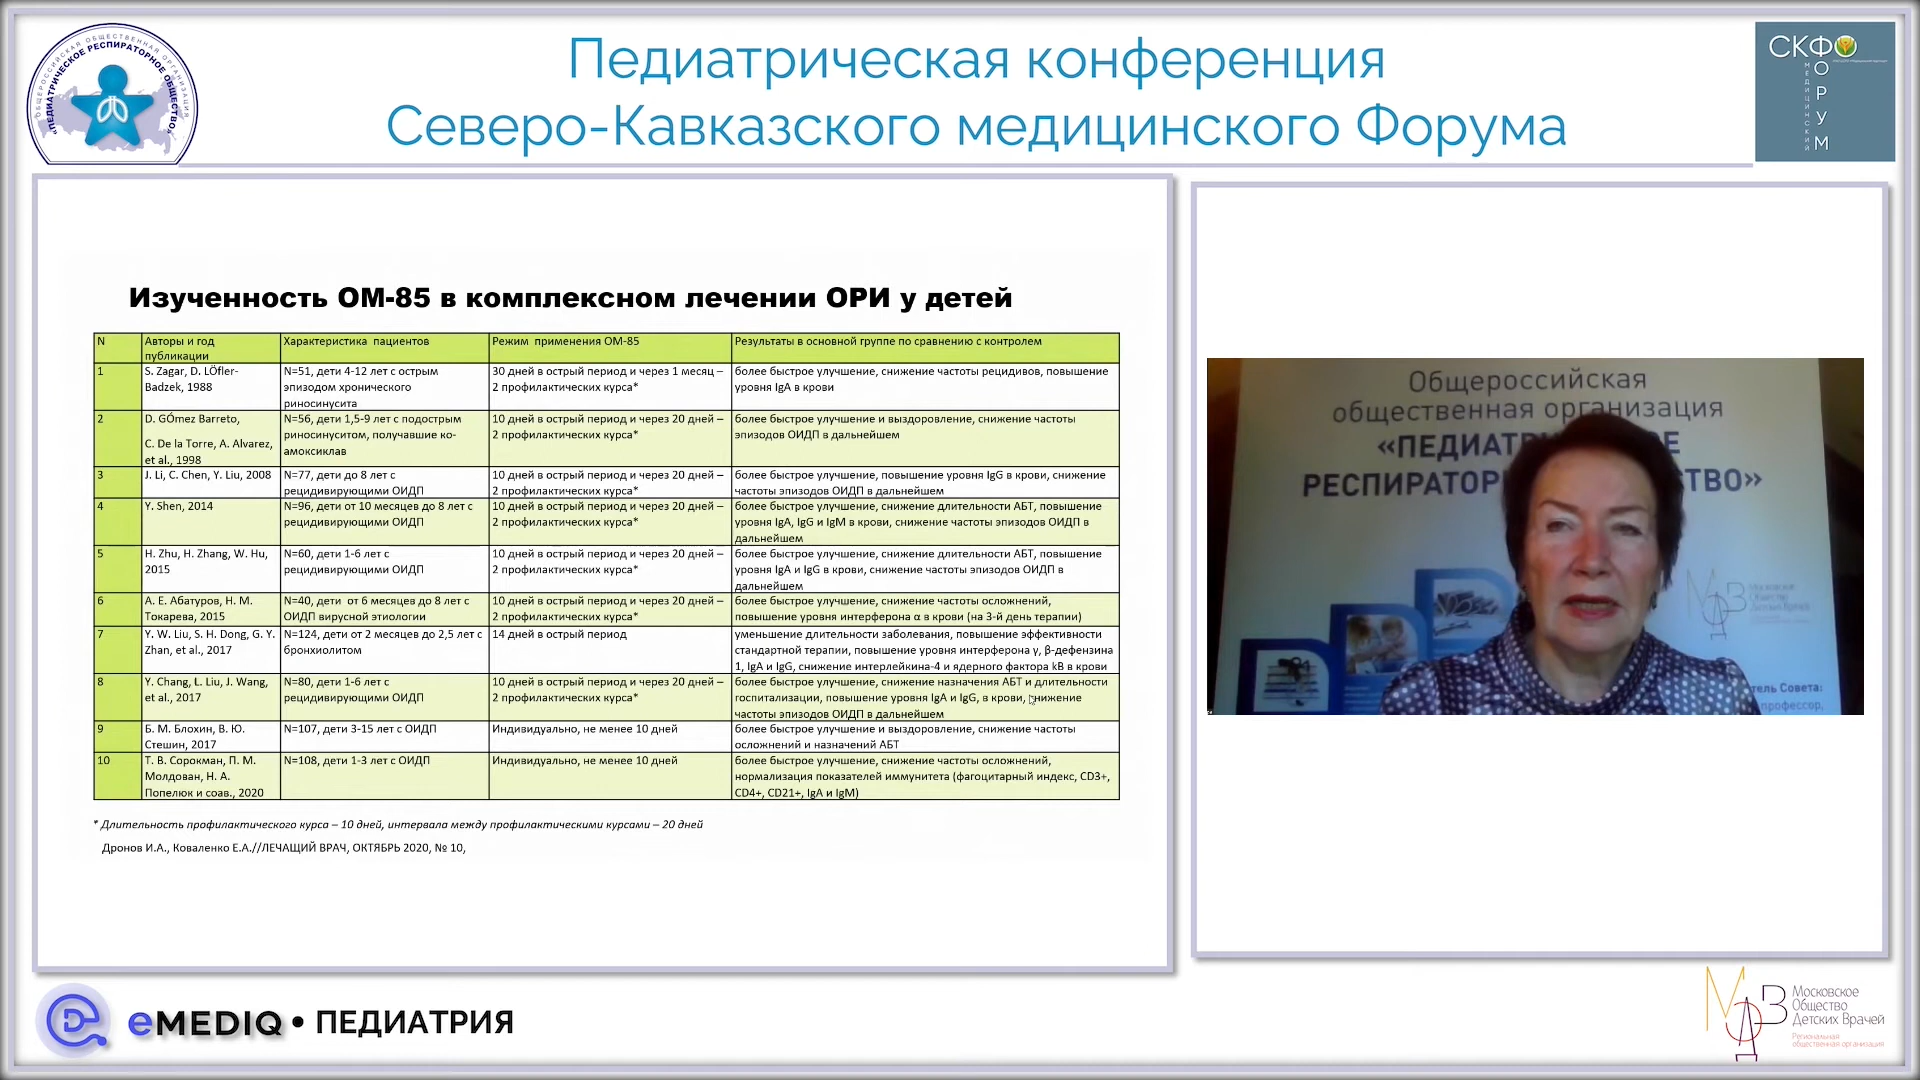 ОБЩЕРОССИЙСКАЯ ОБЩЕСТВЕННАЯ ОРГАНИЗАЦИЯ
«ПЕДИАТРИЧЕСКОЕ РЕСПИРАТОРНОЕ ОБЩЕСТВО»
Педиатрическая конференция
Северо-Кавказского медицинского Форума
СКФО
ФОРУМ
МЕДИЦИНСКИЙ
Изученность ОМ-85 в комплексном лечении ОРИ у детей
N
Авторы и год
публикации
Характеристика пациентов
Режим применения ОМ-85
Результаты в основной группе по сравнению с контролем
1
S. Zagar, D. LÖfler-
Badzek, 1988
N=51, дети 4-12 лет с острым
эпизодом хронического
риносинусита
30 дней в острый период и через 1 месяц –
2 профилактических курса*
более быстрое улучшение, снижение частоты рецидивов, повышение
уровня IgA в крови
2
D. GÓmez Barreto,
C. De la Torre, A. Alvarez,
et al., 1998
N=56, дети 1,5-9 лет с подострым
риносинуситом, получавшие ко-
амоксиклав
10 дней в острый период и через 20 дней –
2 профилактических курса*
более быстрое улучшение и выздоровление, снижение частоты
эпизодов ОИДП в дальнейшем
3
J. Li, C. Chen, Y. Liu, 2008
N=77, дети до 8 лет с
рецидивирующими ОИДП
10 дней в острый период и через 20 дней –
2 профилактических курса*
более быстрое улучшение, повышение уровня IgG в крови, снижение
частоты эпизодов ОИДП в дальнейшем
4
Y. Shen, 2014
N=96, дети от 10 месяцев до 8 лет с
рецидивирующими ОИДП
10 дней в острый период и через 20 дней –
2 профилактических курса*
более быстрое улучшение, снижение длительности АБТ, повышение
уровня IgA, IgG и IgM в крови, снижение частоты эпизодов ОИДП в
дальнейшем
5
H. Zhu, H. Zhang, W. Hu,
2015
N=60, дети 1-6 лет с
рецидивирующими ОИДП
10 дней в острый период и через 20 дней –
2 профилактических курса*
более быстрое улучшение, снижение длительности АБТ, повышение
уровня IgA и IgG в крови, снижение частоты эпизодов ОИДП в
дальнейшем
6
А. Е. Абатуров, Н. М.
Токарева, 2015
N=40, дети от 6 месяцев до 8 лет с
ОИДП вирусной этиологии
10 дней в острый период и через 20 дней –
2 профилактических курса*
более быстрое улучшение, снижение частоты осложнений,
повышение уровня интерферона α в крови (на 3-й день терапии)
7
Y. W. Liu, S. H. Dong, G. Y.
Zhan, et al., 2017
N=124, дети от 2 месяцев до 2,5 лет с
бронхиолитом
14 дней в острый период
уменьшение длительности заболевания, повышение эффективности
стандартной терапии, повышение уровня интерферона γ, β-дефензина
1, IgA и IgG, снижение интерлейкина-4 и ядерного фактора kB в крови
8
Y. Chang, Ł. Liu, J. Wang,
et al., 2017
N=80, дети 1-6 лет с
рецидивирующими ОИДП
10 дней в острый период и через 20 дней –
2 профилактических курса*
более быстрое улучшение, снижение назначения АБТ и длительности
госпитализации, повышение уровня IgA и IgG, в крови, снижение
частоты эпизодов ОИДП в дальнейшем
9
Б. М. Блохин, В. Ю.
Стешин, 2017
N=107, дети 3-15 лет с ОИДП
Индивидуально, не менее 10 дней
более быстрое улучшение и выздоровление, снижение частоты
осложнений и назначений АБТ
10
Т. В. Сорокман, П. М.
Молдован, Н. А.
Попелюк и соав., 2020
N=108, дети 1-3 лет с ОИДП
Индивидуально, не менее 10 дней
более быстрое улучшение, снижение частоты осложнений,
нормализация показателей иммунитета (фагоцитарный индекс, CD3+,
CD4+, CD21+, IgA и IgM)
* Длительность профилактического курса – 10 дней, интервала между профилактическими курсами – 20 дней
Дронов И.А., Коваленко Е.А.//ЛЕЧАЩИЙ ВРАЧ, ОКТЯБРЬ 2020, № 10,
Общероссийская
общественная организация
«ПЕДИАТР Е
РЕСПИРАТОР СТВО»
Московское
Общество
Детских Врачей
тель Совета:
профессор,
eMEDIQ • ПЕДИАТРИЯ
МОДВ
Московское
Общество
Детских Врачей
Региональная
общественная организация